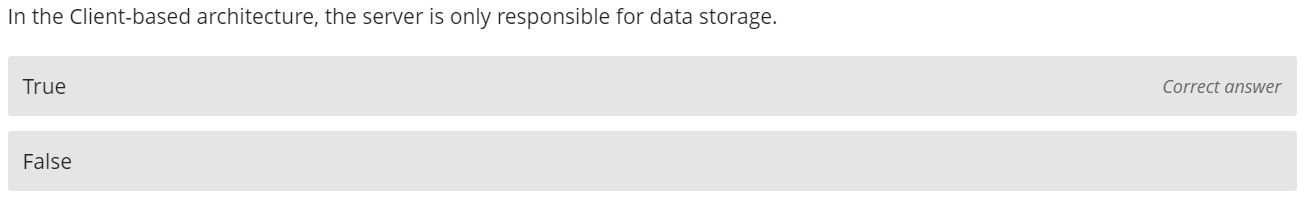 In the Client-based architecture, the server is only responsible for data storage.
True
Correct answer
False